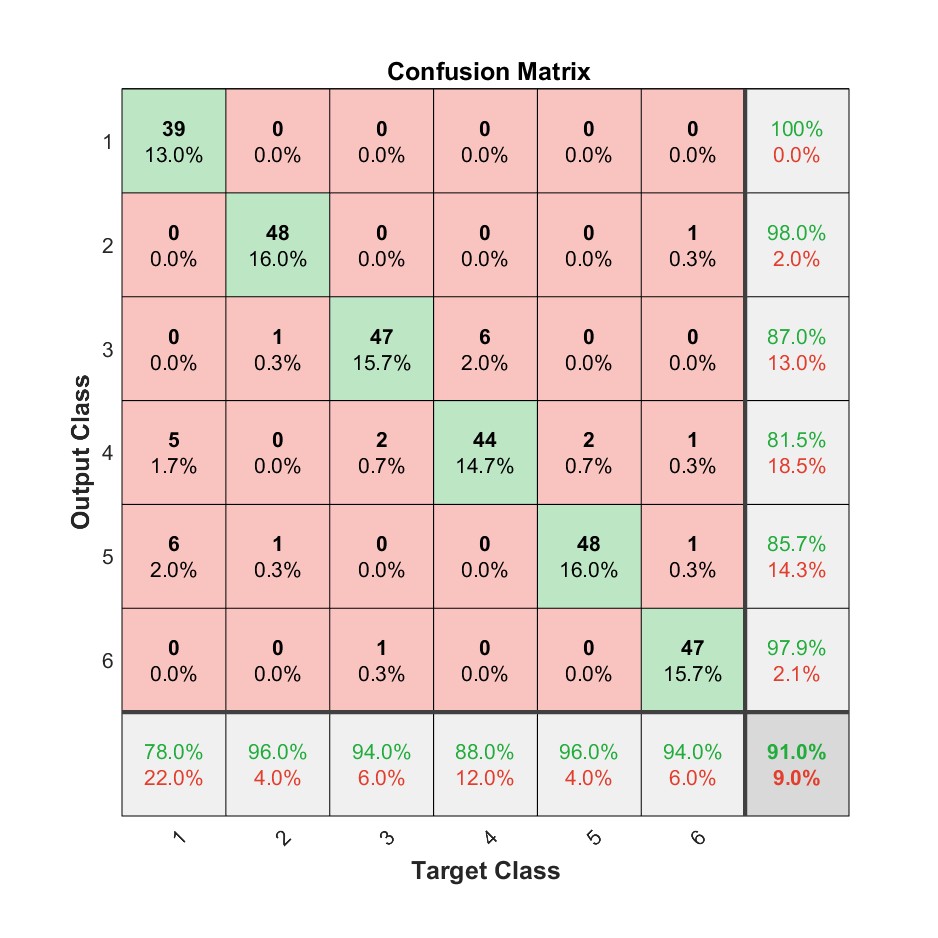 Confusion Matrix
39 0 0 0 0 0 100%
1
13.0% 0.0% 0.0% 0.0% 0.0% 0.0% 0.0%
0 48 0 0 0 1 98.0%
2
0.0% 16.0% 0.0% 0.0% 0.0% 0.3% 2.0%
0 1 47 6 0 0 87.0%
3
0.0% 0.3% 15.7% 2.0% 0.0% 0.0% 13.0%
Output Class
5 0 2 44 2 1 81.5%
4
1.7% 0.0% 0.7% 14.7% 0.7% 0.3% 18.5%
6 1 0 0 48 1 85.7%
5
2.0% 0.3% 0.0% 0.0% 16.0% 0.3% 14.3%
0 0 1 0 0 47 97.9%
6
0.0% 0.0% 0.3% 0.0% 0.0% 15.7% 2.1%
78.0% 96.0% 94.0% 88.0% 96.0% 94.0% 91.0%
22.0% 4.0% 6.0% 12.0% 4.0% 6.0% 9.0%
1 2 3 4 5 6
Target Class